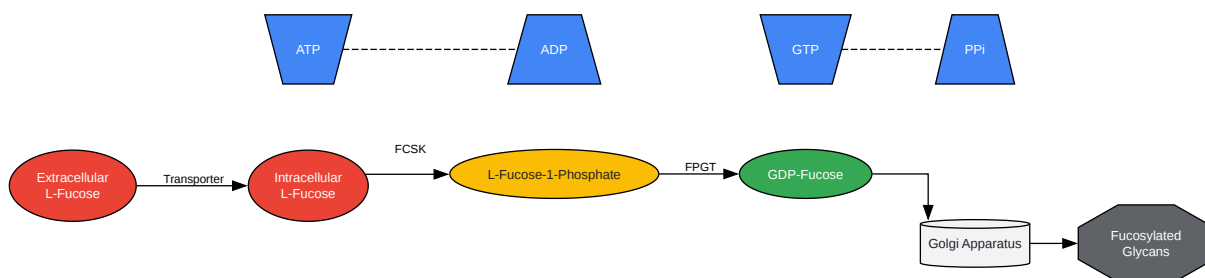 ATP
ADP
GTP
PPi
Extracellular
L-Fucose
Transporter
Intracellular
L-Fucose
FCSK
L-Fucose-1-Phosphate
FPGT
GDP-Fucose
Golgi Apparatus
Fucosylated
Glycans